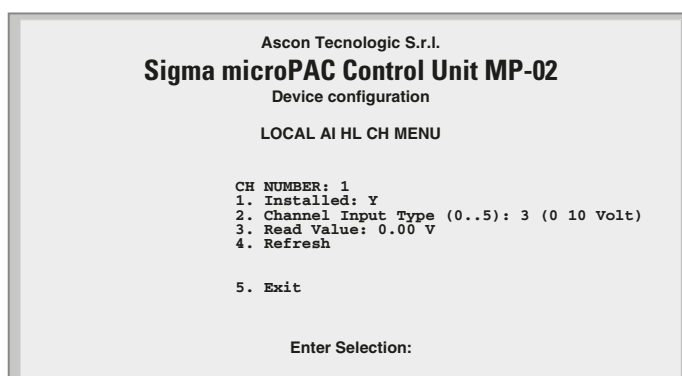 Ascon Tecnologic S.r.l.
Sigma microPAC Control Unit MP-02
Device configuration
LOCAL AI HL CH MENU
CH NUMBER: 1
1. Installed: Y
2. Channel Input Type (0..5): 3 (0 10 Volt)
3. Read Value: 0.00 V
4. Refresh
5. Exit
Enter Selection: